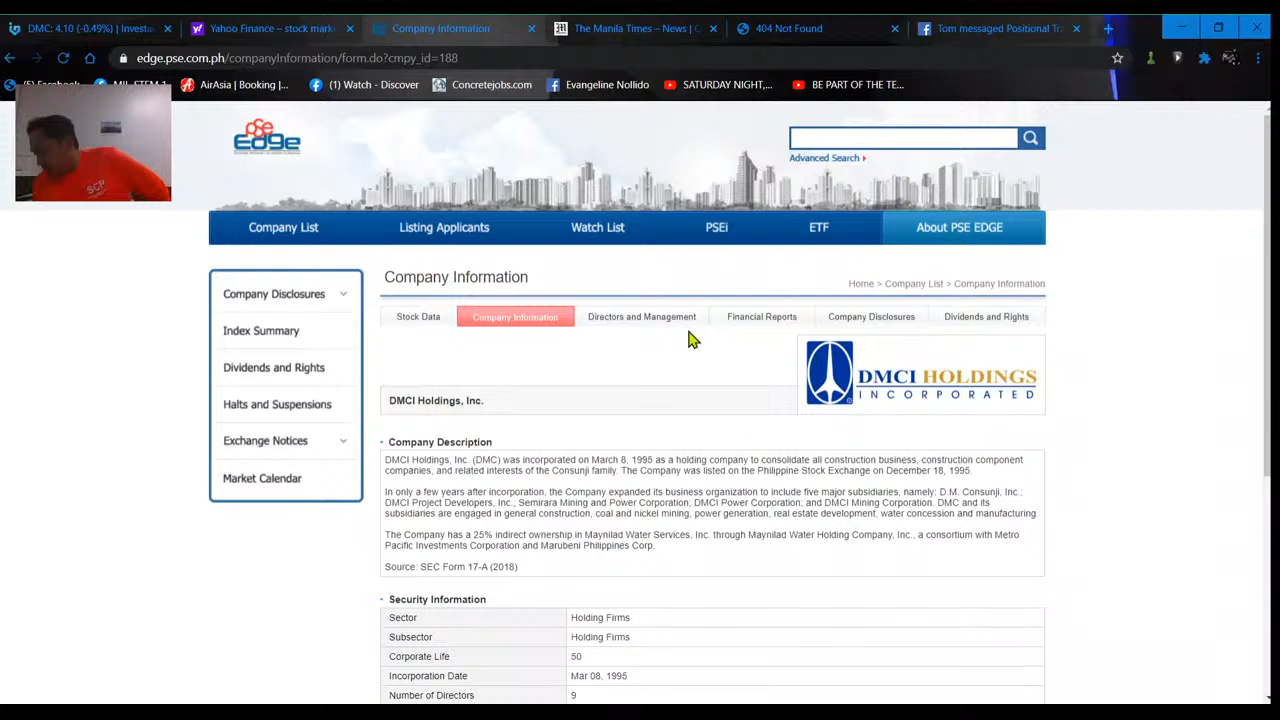 DMC: 4.10 (-0.49%) | Investa
Yahoo Finance – stock mark
Company Information
The Manila Times – News | C
404 Not Found
Tom messaged Positional Tr
edge.pse.com.ph/companyInformation/form.do?cmpy_id=188
(5) Facebook
AirAsia | Booking |...
(1) Watch - Discover
Concretejobs.com
Evangeline Nollido
SATURDAY NIGHT,...
BE PART OF THE TE...
SCP
pse
Edge
Advanced Search
Company List
Listing Applicants
Watch List
PSEi
ETF
About PSE EDGE
Company Disclosures
Index Summary
Dividends and Rights
Halts and Suspensions
Exchange Notices
Market Calendar
Company Information
Home > Company List > Company Information
Stock Data
Company Information
Directors and Management
Financial Reports
Company Disclosures
Dividends and Rights
DMCI HOLDINGS
INCORPORATED
DMCI Holdings, Inc.
Company Description
DMCI Holdings, Inc. (DMC) was incorporated on March 8, 1995 as a holding company to consolidate all construction business, construction component
companies, and related interests of the Consunji family. The Company was listed on the Philippine Stock Exchange on December 18, 1995.
In only a few years after incorporation, the Company expanded its business organization to include five major subsidiaries, namely: D.M. Consunji, Inc.;
DMCI Project Developers, Inc.; Semirara Mining and Power Corporation; DMCI Power Corporation; and DMCI Mining Corporation. DMC and its
subsidiaries are engaged in general construction, coal and nickel mining, power generation, real estate development, water concession and manufacturing.
The Company has a 25% indirect ownership in Maynilad Water Services, Inc. through Maynilad Water Holding Company, Inc., a consortium with Metro
Pacific Investments Corporation and Marubeni Philippines Corp.
Source: SEC Form 17-A (2018)
Security Information
Sector Holding Firms
Subsector Holding Firms
Corporate Life 50
Incorporation Date Mar 08, 1995
Number of Directors 9